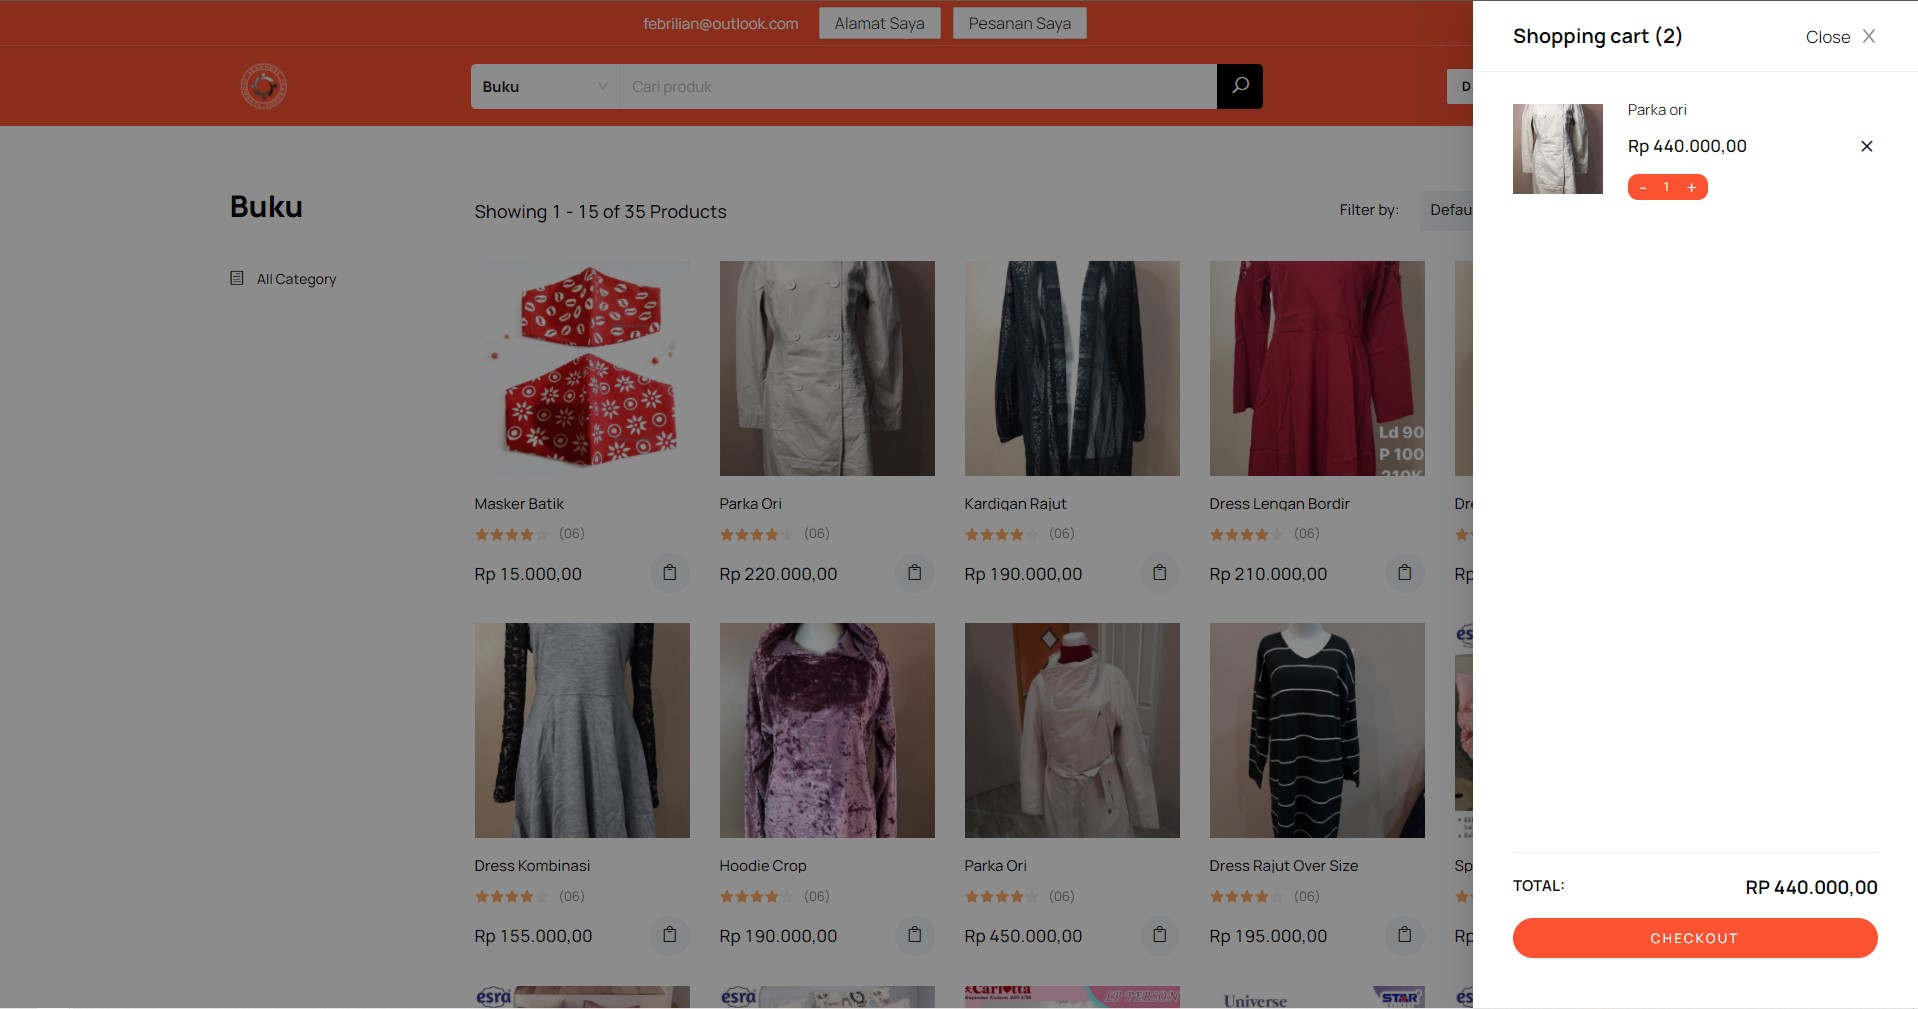 febrilian@outlook.com Alamat Saya Pesanan Saya
Buku Cari produk D
Buku
All Category
Showing 1 - 15 of 35 Products
Filter by: Defau
Ld 90
P 100
210K
Masker Batik
(06)
Rp 15.000,00
Parka Ori
(06)
Rp 220.000,00
Kardigan Rajut
(06)
Rp 190.000,00
Dress Lengan Bordir
(06)
Rp 210.000,00
Dre
Rp
Dress Kombinasi
(06)
Rp 155.000,00
Hoodie Crop
(06)
Rp 190.000,00
Parka Ori
(06)
Rp 450.000,00
Dress Rajut Over Size
(06)
Rp 195.000,00
Sp
Rp
esra
esra
Carlotta
Universe
STAR
Shopping cart (2)
Close X
Parka ori
Rp 440.000,00
- 1 +
TOTAL: RP 440.000,00
CHECKOUT